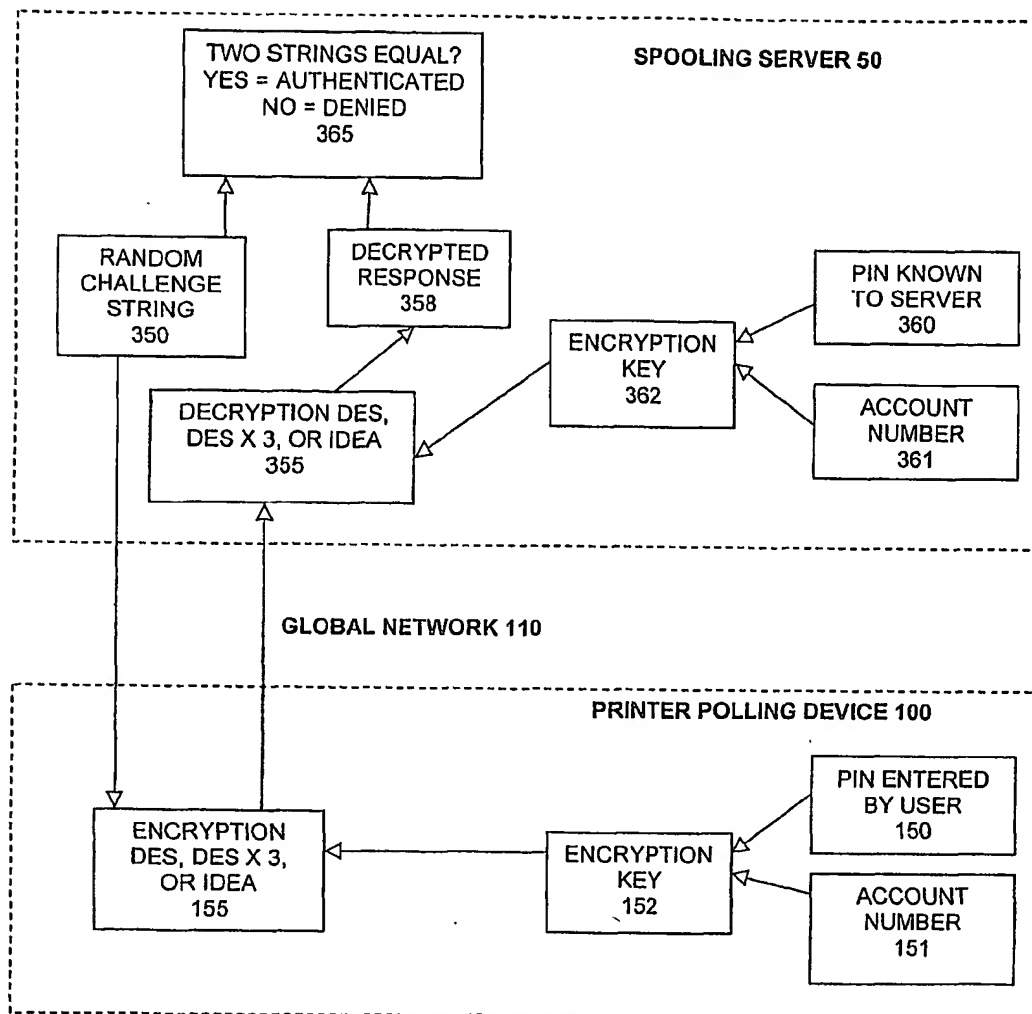 TWO STRINGS EQUAL?
YES = AUTHENTICATED
NO = DENIED
365
SPOOLING SERVER 50
RANDOM
CHALLENGE
STRING
350
DECRYPTED
RESPONSE
358
PIN KNOWN
TO SERVER
360
ENCRYPTION
KEY
362
DECRYPTION DES,
DES X 3, OR IDEA
355
ACCOUNT
NUMBER
361
GLOBAL NETWORK 110
PRINTER POLLING DEVICE 100
PIN ENTERED
BY USER
150
ENCRYPTION
DES, DES X 3,
OR IDEA
155
ENCRYPTION
KEY
152
ACCOUNT
NUMBER
151